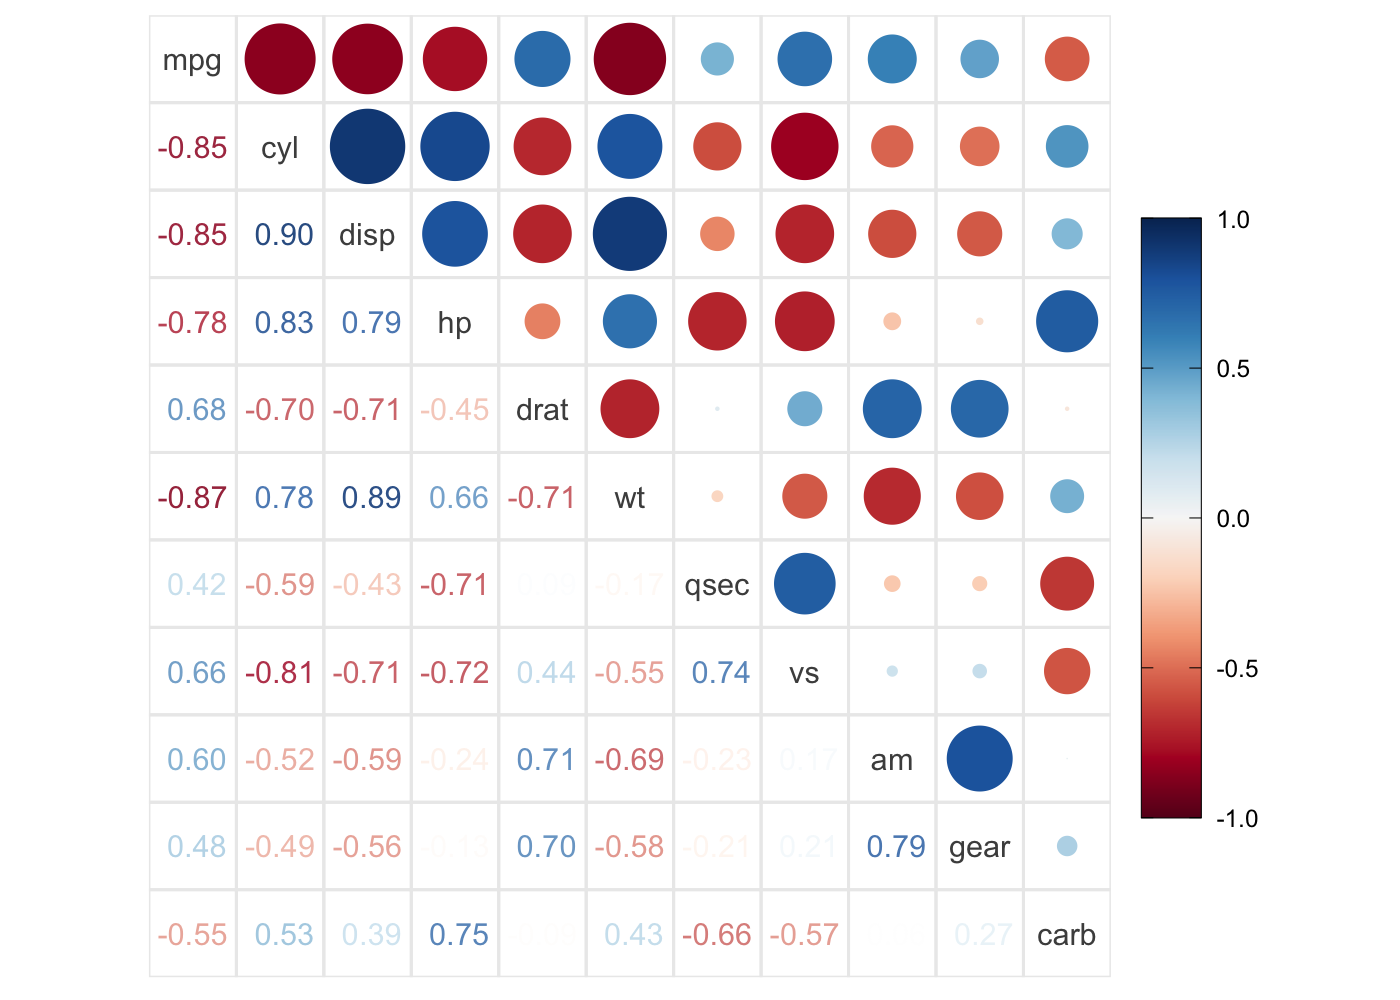 mpg
-0.85 cyl
-0.85 0.90 disp
-0.78 0.83 0.79 hp
0.68 -0.70 -0.71 -0.45 drat
-0.87 0.78 0.89 0.66 -0.71 wt
0.42 -0.59 -0.43 -0.71 -0.17 qsec
0.66 -0.81 -0.71 -0.72 0.44 -0.55 0.74 vs
0.60 -0.52 -0.59 -0.24 0.71 -0.69 -0.23 0.17 am
0.48 -0.49 -0.56 -0.13 0.70 -0.58 -0.21 0.21 0.79 gear
-0.55 0.53 0.39 0.75 0.43 -0.66 -0.57 0.27 carb
1.0
0.5
0.0
-0.5
-1.0